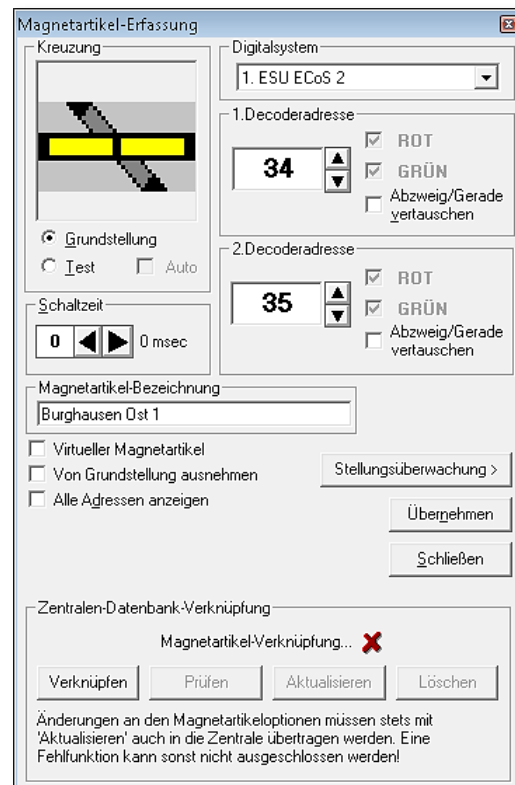 Magnetartikel-Erfassung
Kreuzung
Grundstellung
Test
Auto
Schaltzeit
0
0 msec
Digitalsystem
1. ESU ECoS 2
1.Decoderadresse
34
ROT
GRÜN
Abzweig/Gerade
vertauschen
2.Decoderadresse
35
ROT
GRÜN
Abzweig/Gerade
vertauschen
Magnetartikel-Bezeichnung
Burghausen Ost 1
Virtueller Magnetartikel
Von Grundstellung ausnehmen
Alle Adressen anzeigen
Stellungsüberwachung >
Übernehmen
Schließen
Zentralen-Datenbank-Verknüpfung
Magnetartikel-Verknüpfung...
Verknüpfen
Prüfen
Aktualisieren
Löschen
Änderungen an den Magnetartikeloptionen müssen stets mit
'Aktualisieren' auch in die Zentrale übertragen werden. Eine
Fehlfunktion kann sonst nicht ausgeschlossen werden!